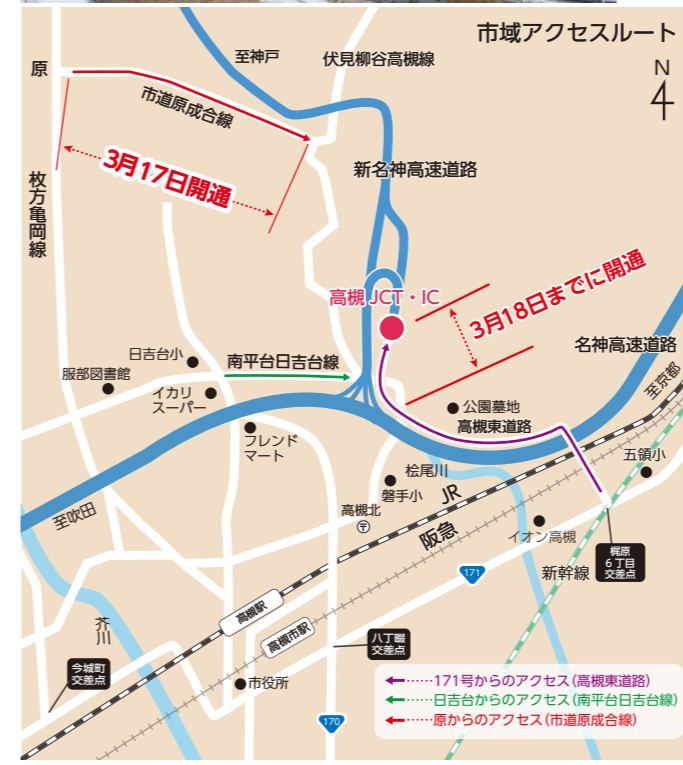 市域アクセスルート
N
原
至神戸
伏見柳谷高槻線
市道原成合線
3月17日開通
新名神高速道路
枚方亀岡線
高槻JCT・IC
3月18日までに開通
名神高速道路
至京都
日吉台小
南平台日吉台線
服部図書館
イカリ
スーパー
フレンド
マート
公園墓地
高槻東道路
五領小
桧尾川
磐手小
JR
高槻北
〒
阪急
イオン高槻
至吹田
171
新幹線
梶原
6丁目
交差点
高槻駅
高槻市駅
芥川
八丁畷
交差点
今城町
交差点
市役所
170
171号からのアクセス(高槻東道路)
日吉台からのアクセス(南平台日吉台線)
原からのアクセス(市道原成合線)